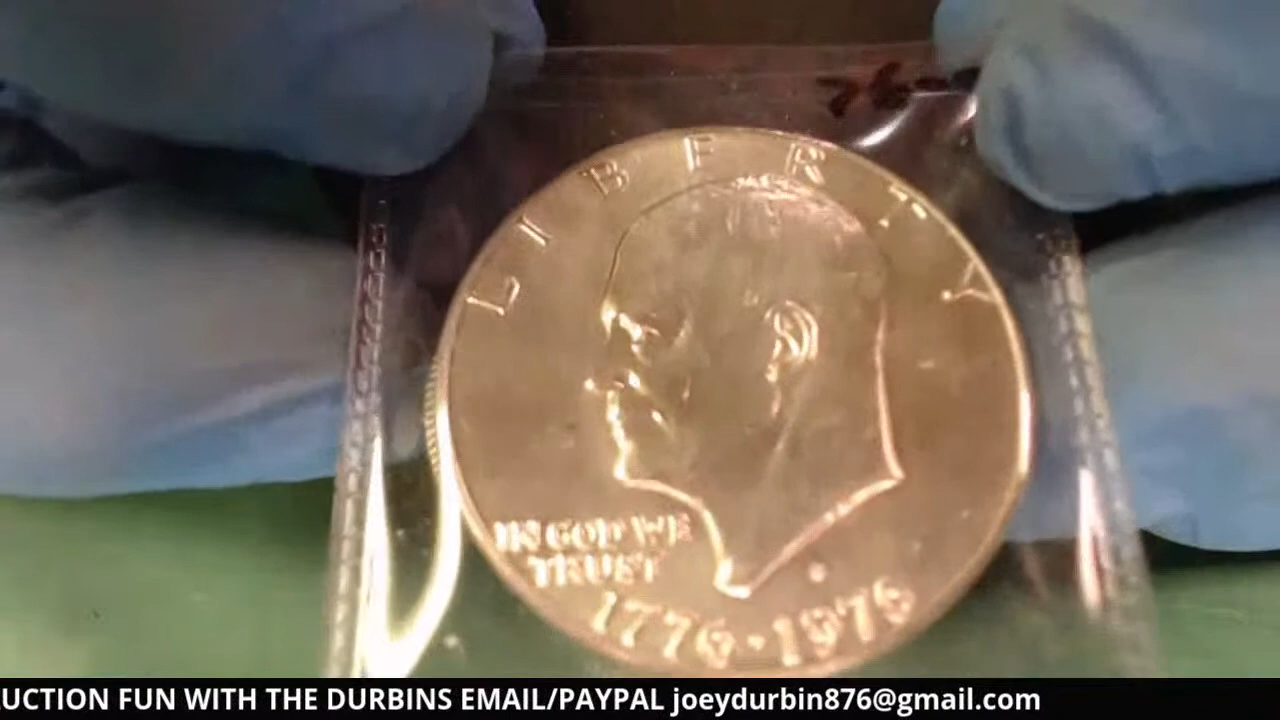 LIBERTY
IN GOD WE
TRUST
1776·1976
UCTION FUN WITH THE DURBINS EMAIL/PAYPAL joeydurbin876@gmail.com